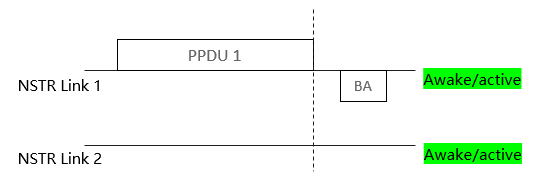 PPDU 1
NSTR Link 1
BA
Awake/active
NSTR Link 2
Awake/active